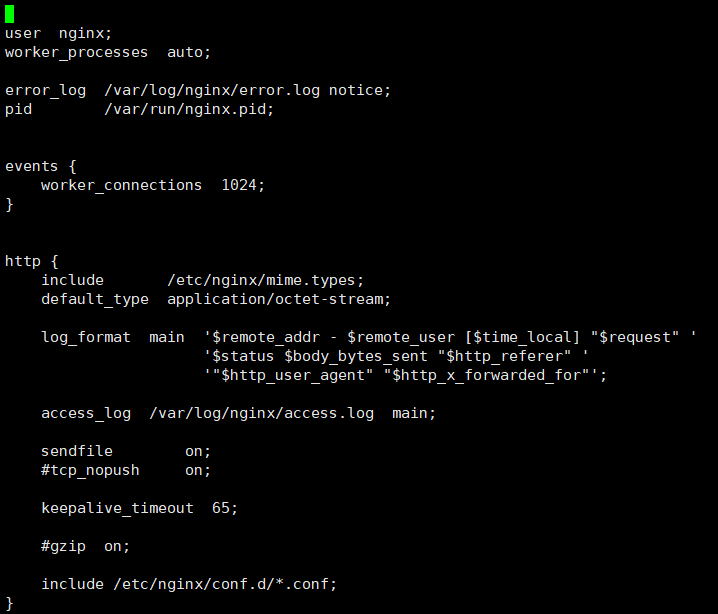 user  nginx;
worker_processes  auto;

error_log  /var/log/nginx/error.log notice;
pid        /var/run/nginx.pid;


events {
    worker_connections  1024;
}


http {
    include       /etc/nginx/mime.types;
    default_type  application/octet-stream;

    log_format  main  '$remote_addr - $remote_user [$time_local] "$request" '
                      '$status $body_bytes_sent "$http_referer" '
                      '"$http_user_agent" "$http_x_forwarded_for"';

    access_log  /var/log/nginx/access.log  main;

    sendfile        on;
    #tcp_nopush     on;

    keepalive_timeout  65;

    #gzip  on;

    include /etc/nginx/conf.d/*.conf;
}